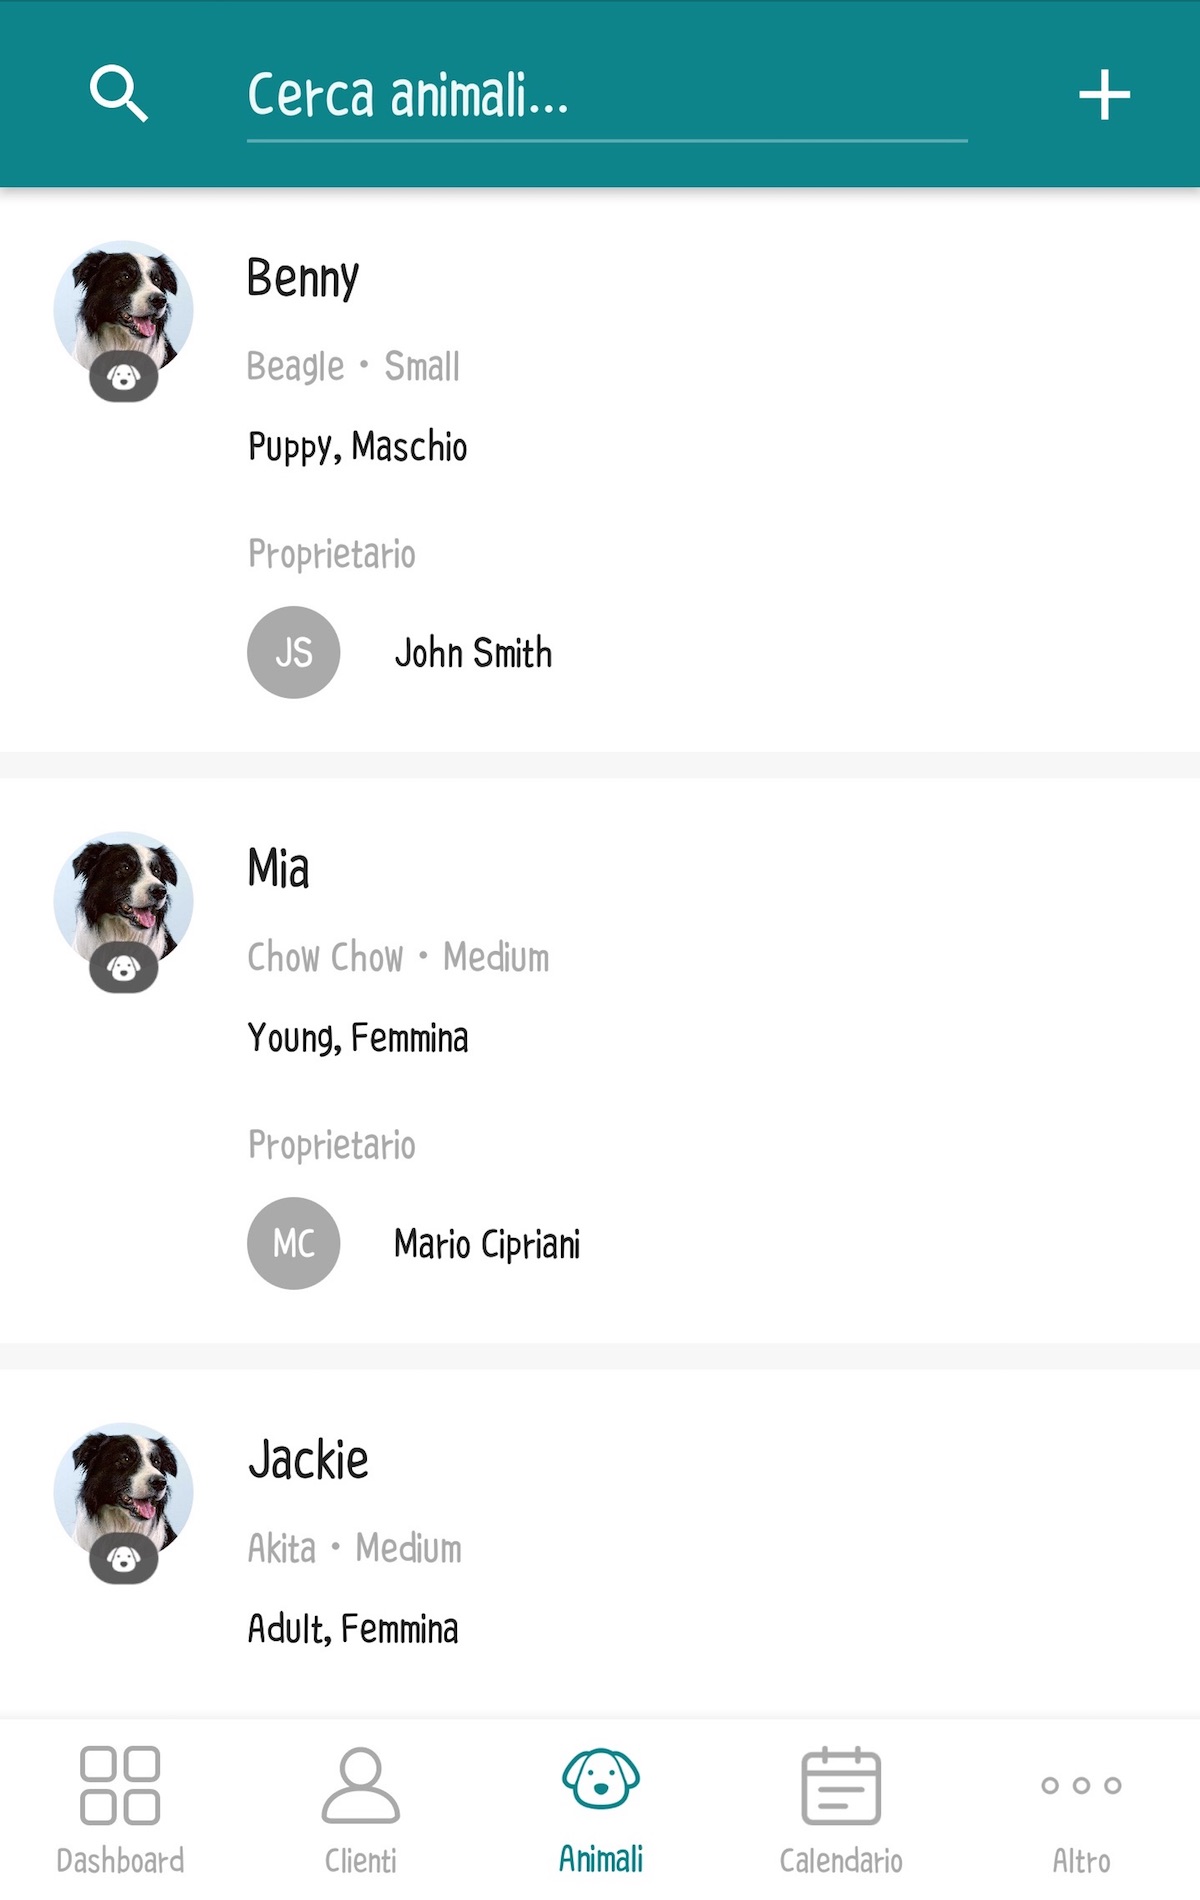 Cerca animali...
Benny
Beagle • Small
Puppy, Maschio
Proprietario
JS John Smith
Mia
Chow Chow • Medium
Young, Femmina
Proprietario
MC Mario Cipriani
Jackie
Akita • Medium
Adult, Femmina
Dashboard Clienti Animali Calendario Altro